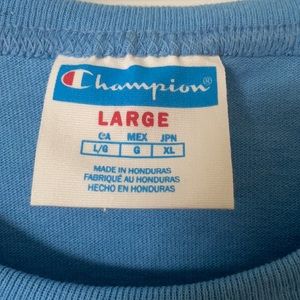 Champion®
LARGE
CA MEX JPN
L/G G XL
MADE IN HONDURAS
FABRIQUÉ AU HONDURAS
HECHO EN HONDURAS